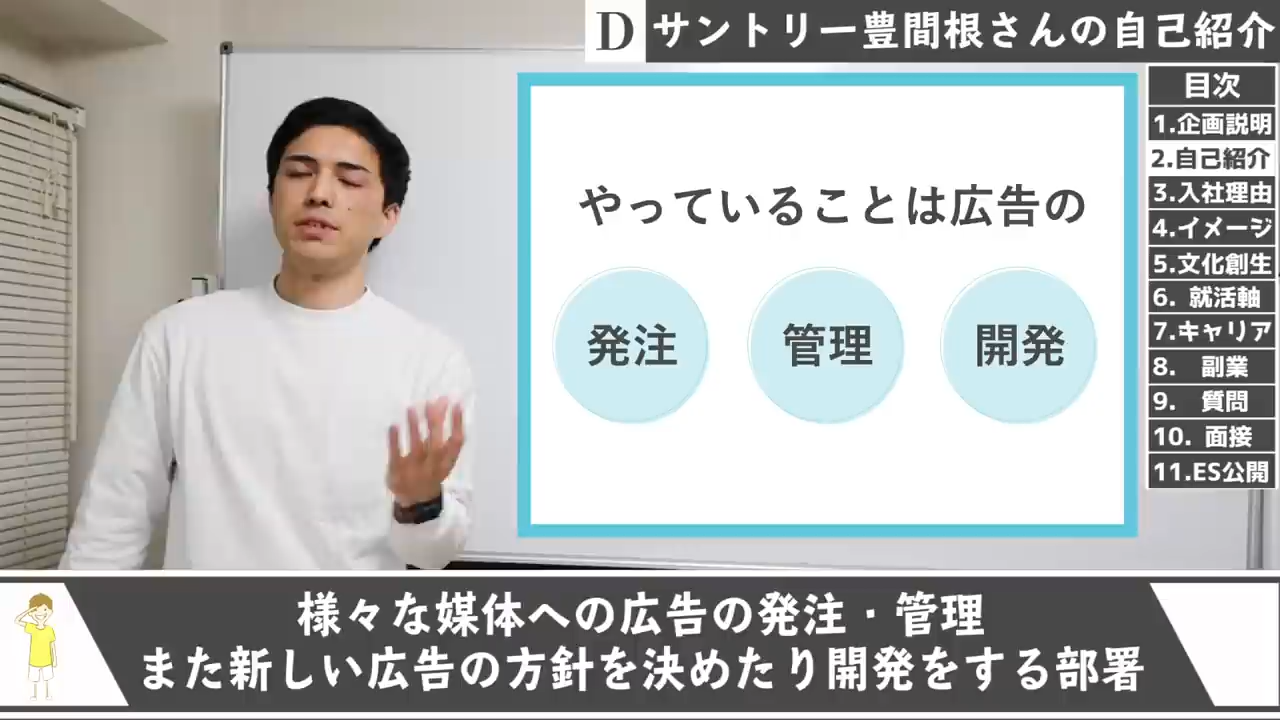 D サントリー豊間根さんの自己紹介
目次
1.企画説明
2.自己紹介
3.入社理由
4.イメージ
5.文化創生
6. 就活軸
7.キャリア
8. 副業
9. 質問
10. 面接
11.ES公開
やっていることは広告の
発注 管理 開発
様々な媒体への広告の発注・管理
また新しい広告の方針を決めたり開発をする部署